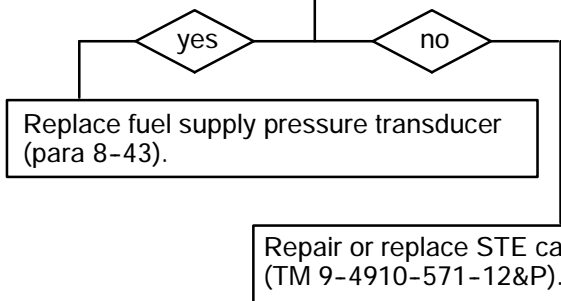 yes
no
Replace fuel supply pressure transducer
(para 8-43).
Repair or replace STE
(TM 9-4910-571-12&P).